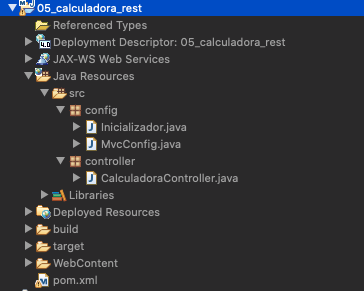 05_calculadora_rest
Referenced Types
Deployment Descriptor: 05_calculadora_rest
JAX-WS Web Services
Java Resources
src
config
Inicializador.java
MvcConfig.java
controller
CalculadoraController.java
Libraries
Deployed Resources
build
target
WebContent
pom.xml